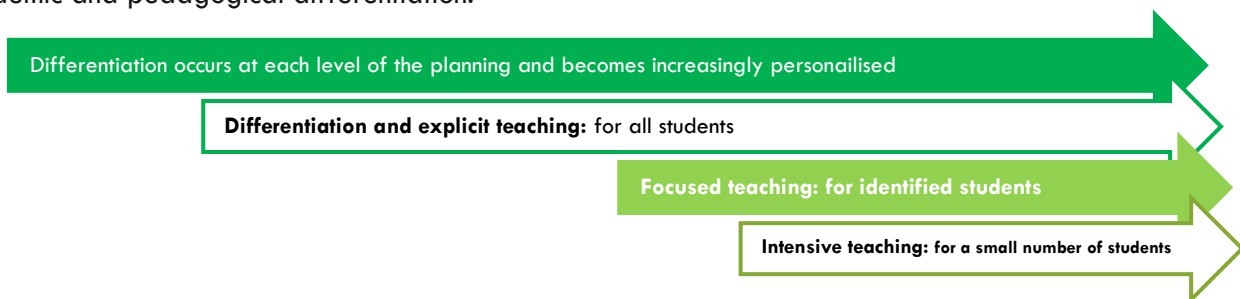 Differentiation occurs at each level of the planning and becomes increasingly personailised
Differentiation and explicit teaching: for all students
Focused teaching: for identified students
Intensive teaching: for a small number of students